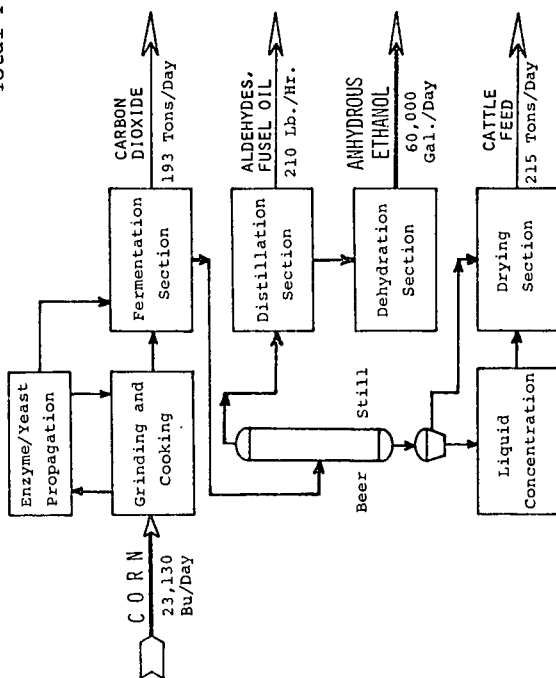 CORN
23,130
Bu/Day
Enzyme/Yeast
Propagation
Grinding and
Cooking
Fermentation
Section
CARBON
DIOXIDE
193 Tons/Day
Beer Still
Distillation
Section
ALDEHYDES,
FUSEL OIL
210 Lb./Hr.
Dehydration
Section
ANHYDROUS
ETHANOL
60,000
Gal./Day
Liquid
Concentration
Drying
Section
CATTLE
FEED
215 Tons/Day